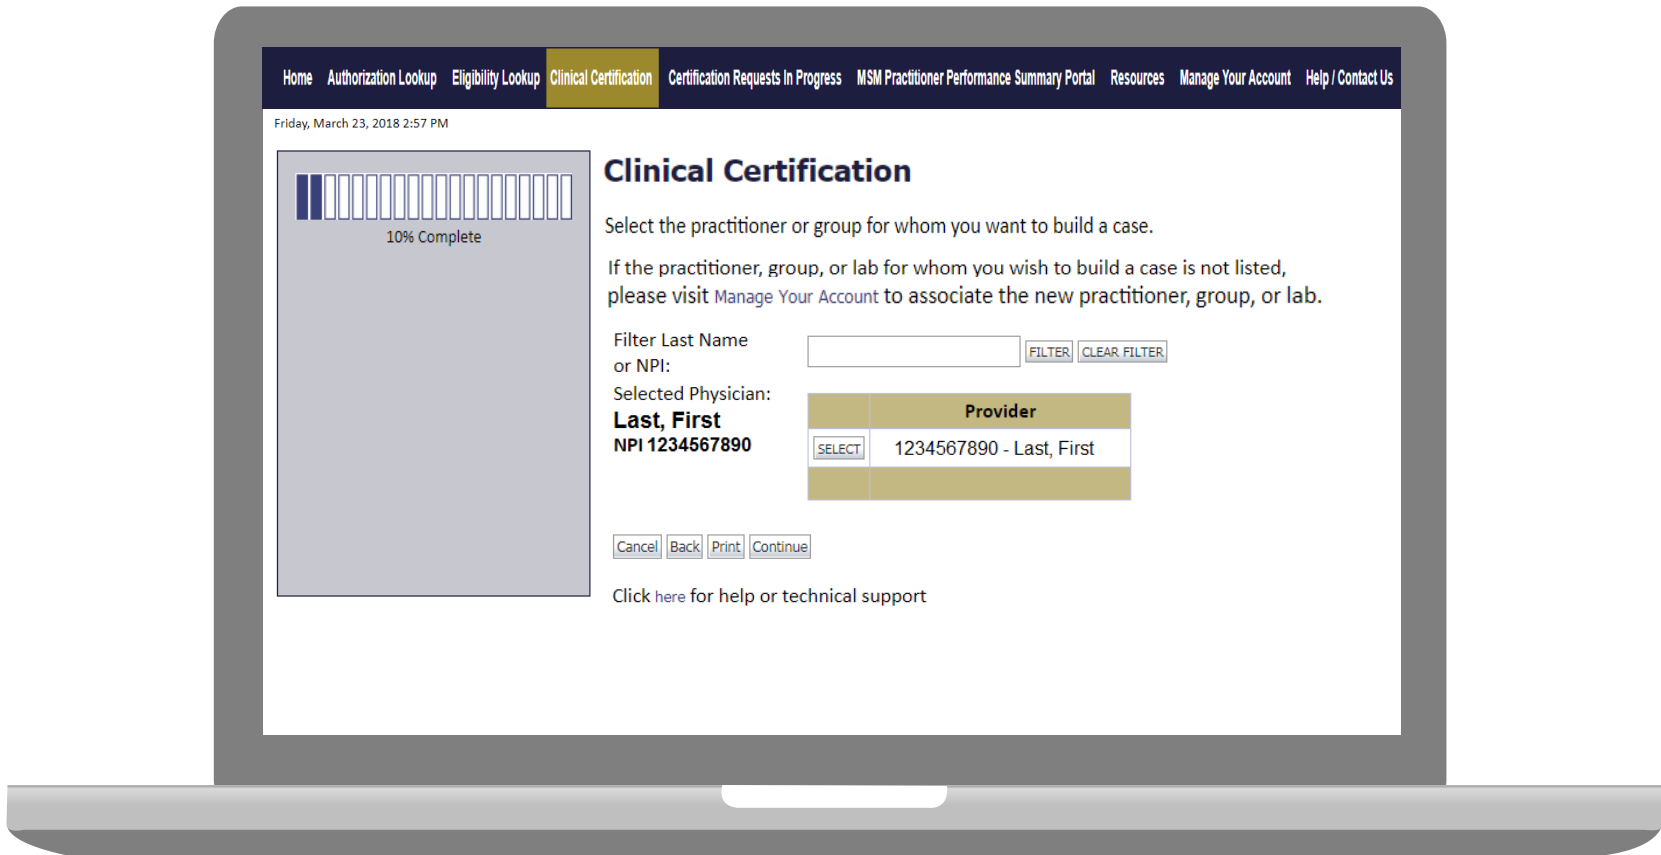 Home Authorization Lookup Eligibility Lookup Clinical Certification Certification Requests In Progress MSM Practitioner Performance Summary Portal Resources Manage Your Account Help / Contact Us
Friday, March 23, 2018 2:57 PM
10% Complete
Clinical Certification
Select the practitioner or group for whom you want to build a case.
If the practitioner, group, or lab for whom you wish to build a case is not listed,
please visit Manage Your Account to associate the new practitioner, group, or lab.
Filter Last Name
or NPI:
FILTER CLEAR FILTER
Selected Physician:
Last, First
NPI 1234567890
Provider
SELECT 1234567890 - Last, First
Cancel Back Print Continue
Click here for help or technical support